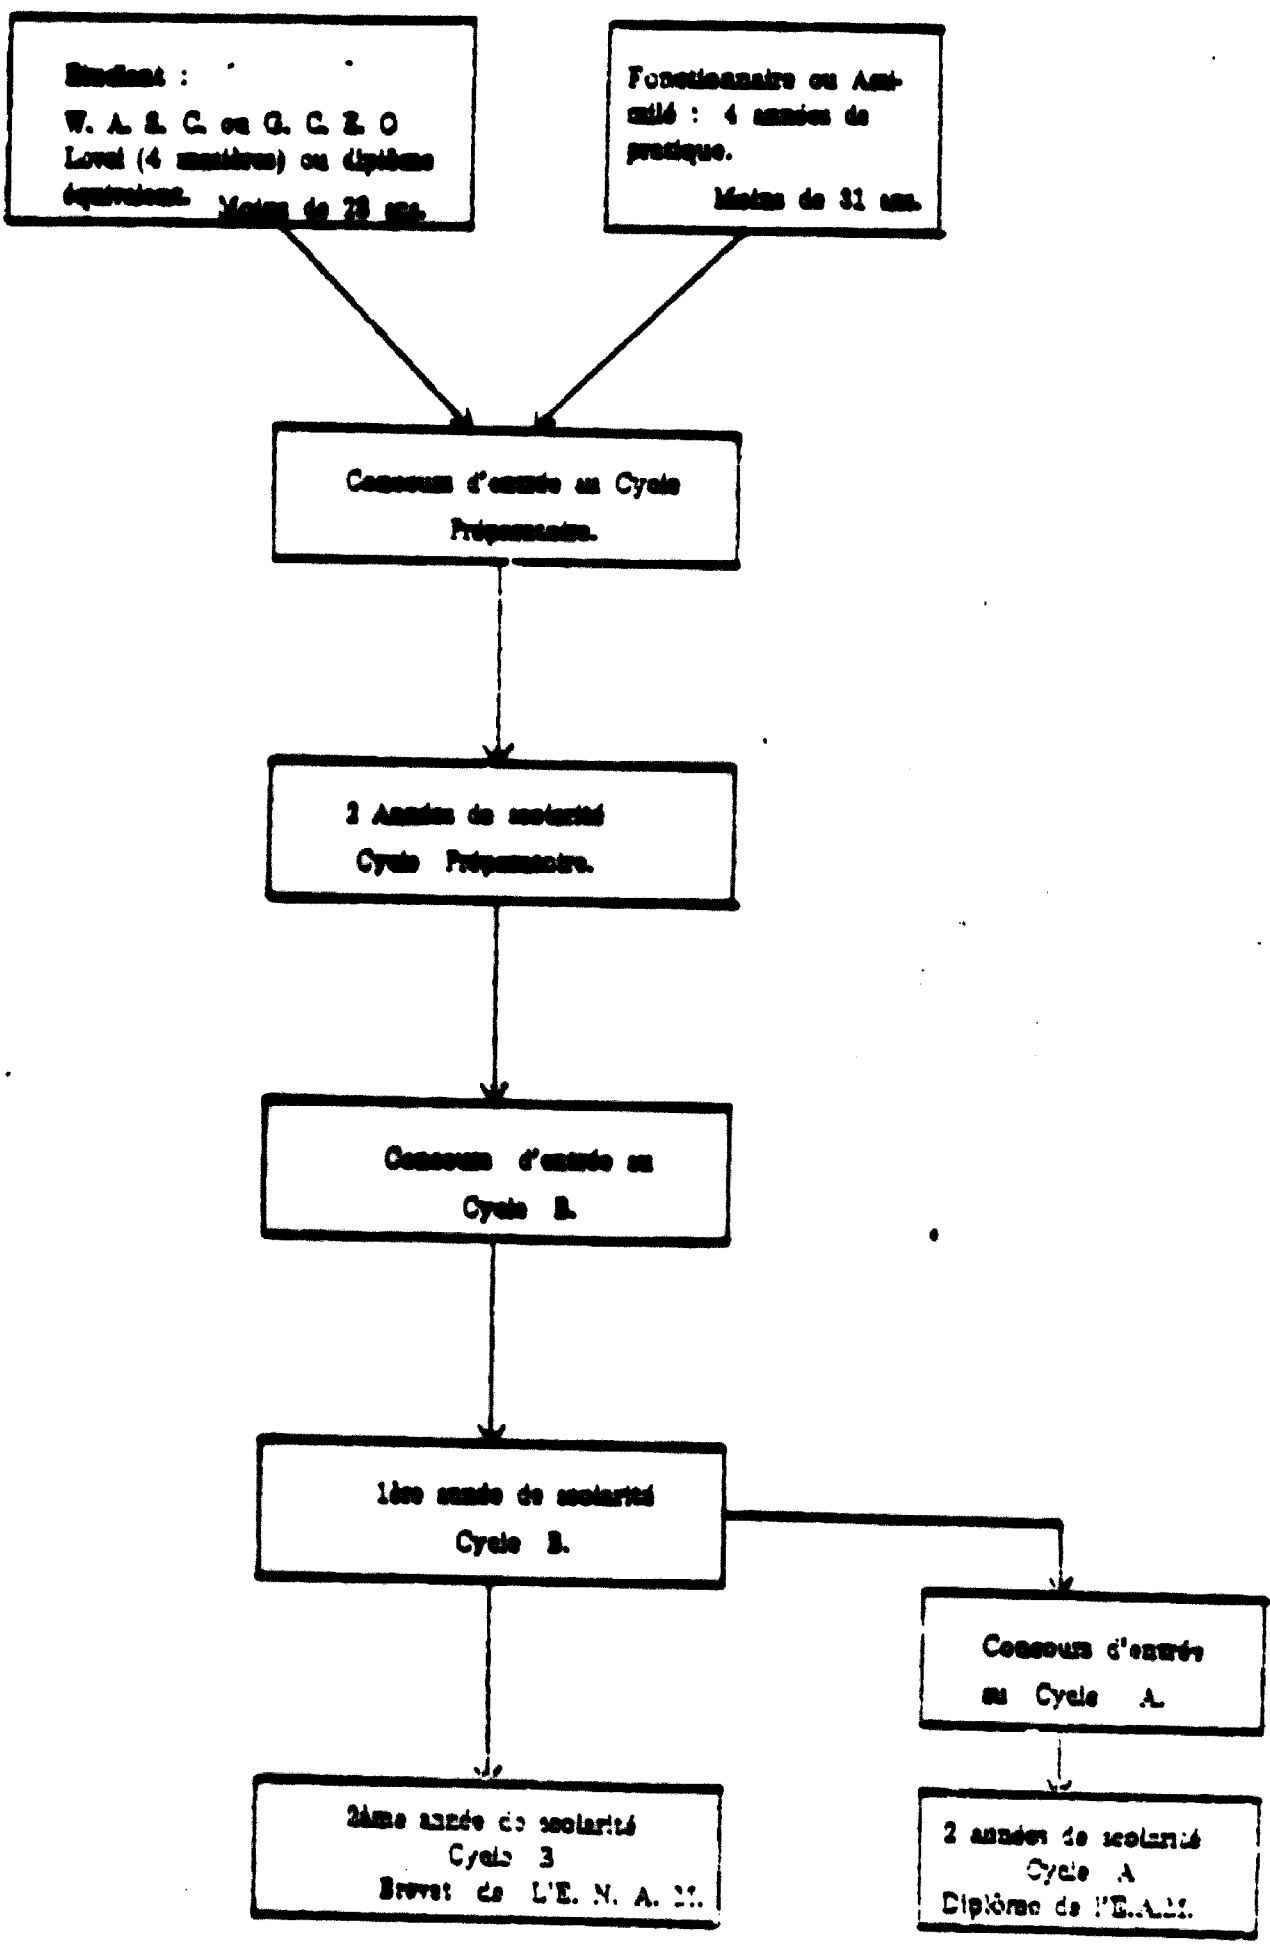 Etudiant :
W. A. S. C. ou G. C. E. O
Level (4 matières) ou diplôme
équivalent.
Moins de 28 ans.
Fonctionnaire ou Assi-
milé : 4 années de
pratique.
Moins de 31 ans.
Concours d'entrée au Cycle
Préparatoire.
2 Années de scolarité
Cycle Préparatoire.
Concours d'entrée au
Cycle B.
1ère année de scolarité
Cycle B.
Concours d'entrée
au Cycle A.
2ème année de scolarité
Cycle B
Brevet de L'E. N. A. M.
2 années de scolarité
Cycle A
Diplôme de l'E.A.M.